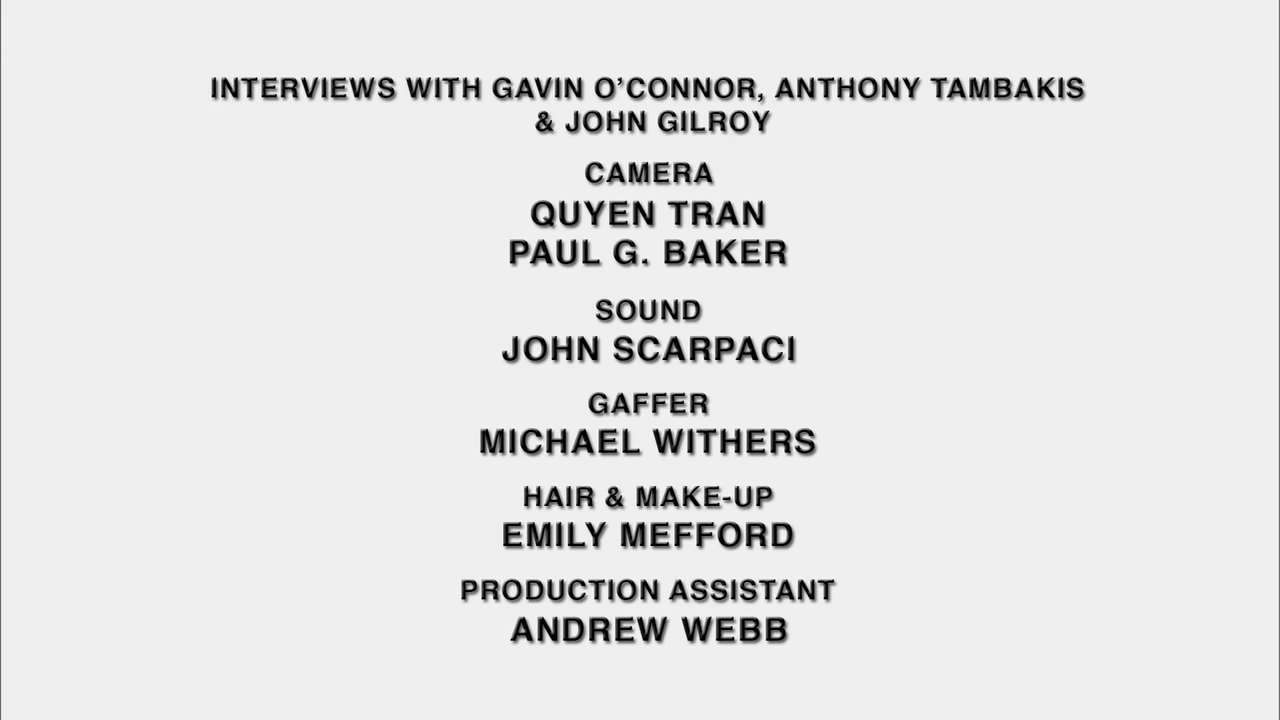 INTERVIEWS WITH GAVIN O’CONNOR, ANTHONY TAMBAKIS
& JOHN GILROY
CAMERA
QUYEN TRAN
PAUL G. BAKER
SOUND
JOHN SCARPACI
GAFFER
MICHAEL WITHERS
HAIR & MAKE-UP
EMILY MEFFORD
PRODUCTION ASSISTANT
ANDREW WEBB